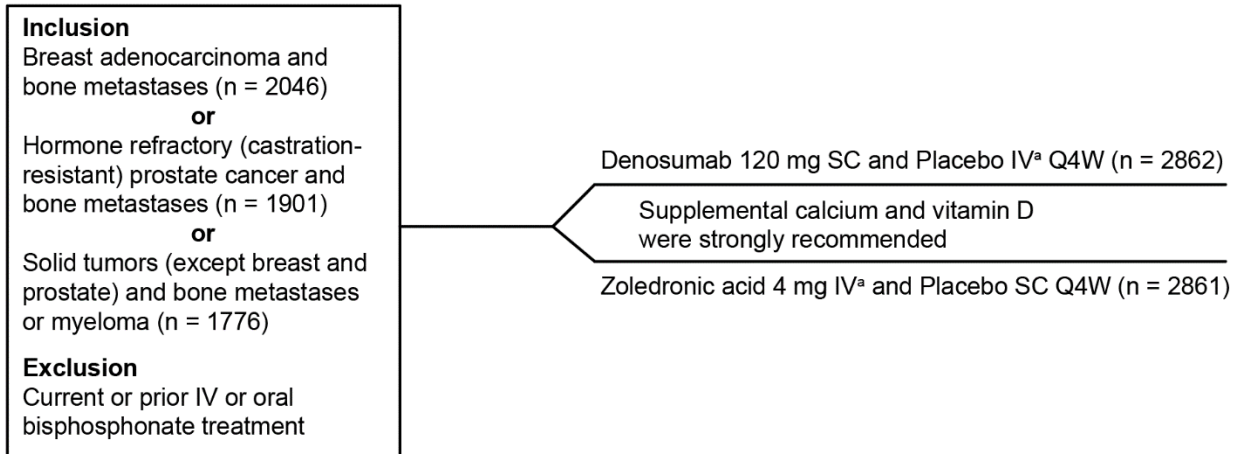 Inclusion
Breast adenocarcinoma and
bone metastases (n = 2046)
or
Hormone refractory (castration-
resistant) prostate cancer and
bone metastases (n = 1901)
or
Solid tumors (except breast and
prostate) and bone metastases
or myeloma (n = 1776)
Exclusion
Current or prior IV or oral
bisphosphonate treatment
Denosumab 120 mg SC and Placebo IVᵃ Q4W (n = 2862)
Supplemental calcium and vitamin D
were strongly recommended
Zoledronic acid 4 mg IVᵃ and Placebo SC Q4W (n = 2861)